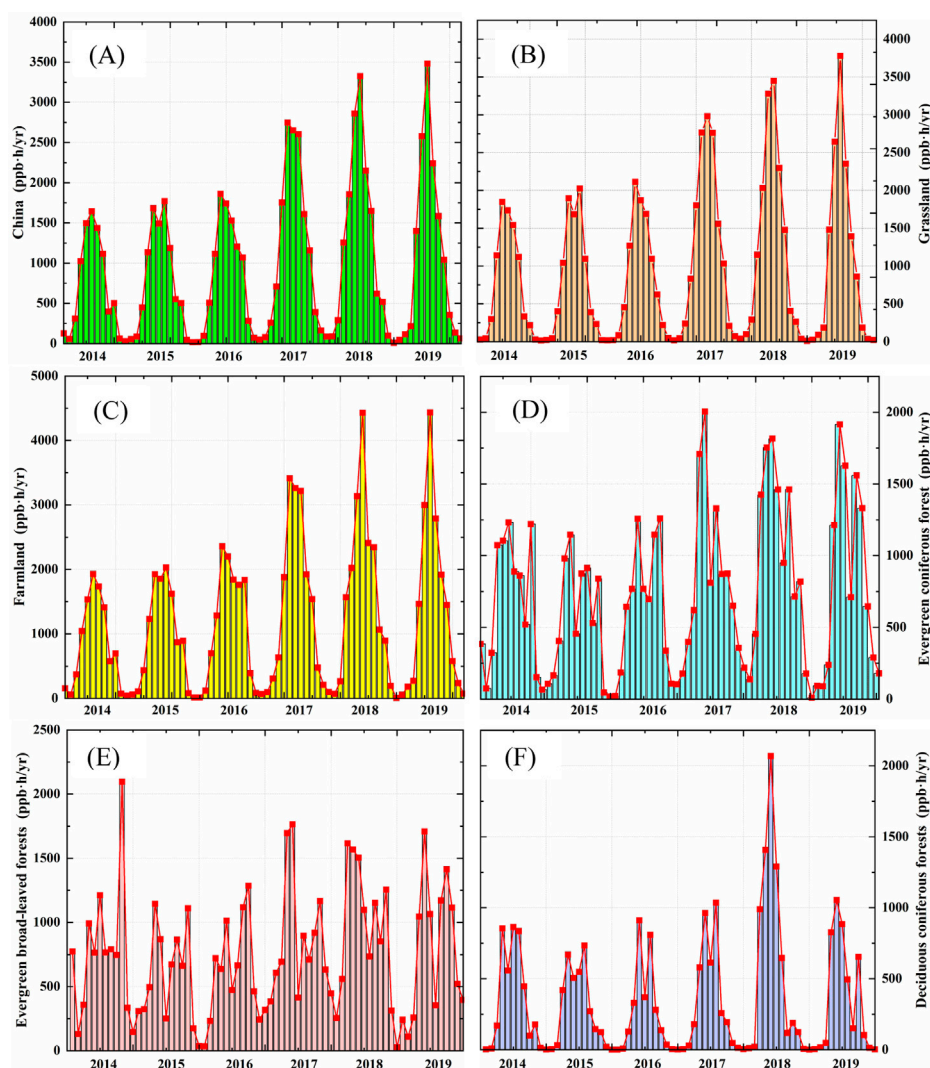 (A)
China (ppb·h/yr)
4000
3500
3000
2500
2000
1500
1000
500
0
2014 2015 2016 2017 2018 2019
(B)
Grassland (ppb·h/yr)
4000
3500
3000
2500
2000
1500
1000
500
0
2014 2015 2016 2017 2018 2019
(C)
Farmland (ppb·h/yr)
5000
4000
3000
2000
1000
0
2014 2015 2016 2017 2018 2019
(D)
Evergreen coniferous forest (ppb·h/yr)
2000
1500
1000
500
0
2014 2015 2016 2017 2018 2019
(E)
Evergreen broad-leaved forests (ppb·h/yr)
2500
2000
1500
1000
500
0
2014 2015 2016 2017 2018 2019
(F)
Deciduous coniferous forests (ppb·h/yr)
2000
1500
1000
500
0
2014 2015 2016 2017 2018 2019